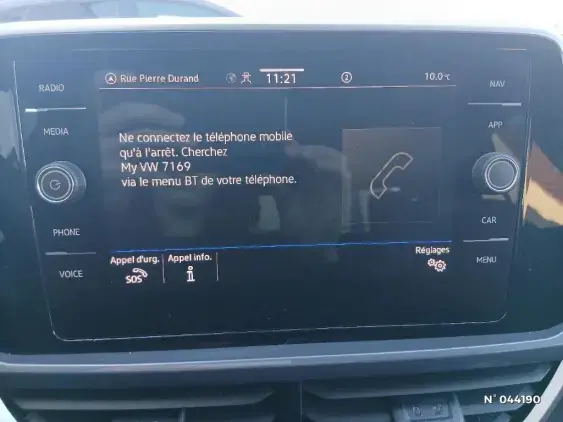 Rue Pierre Durand
11:21
2
10.0°C
RADIO
NAV
MEDIA
APP
Ne connectez le téléphone mobile
qu'à l'arrêt. Cherchez
My VW 7169
via le menu BT de votre téléphone.
PHONE
CAR
VOICE
MENU
Appel d'urg.
Appel info.
Réglages
SOS
i
N° 044190